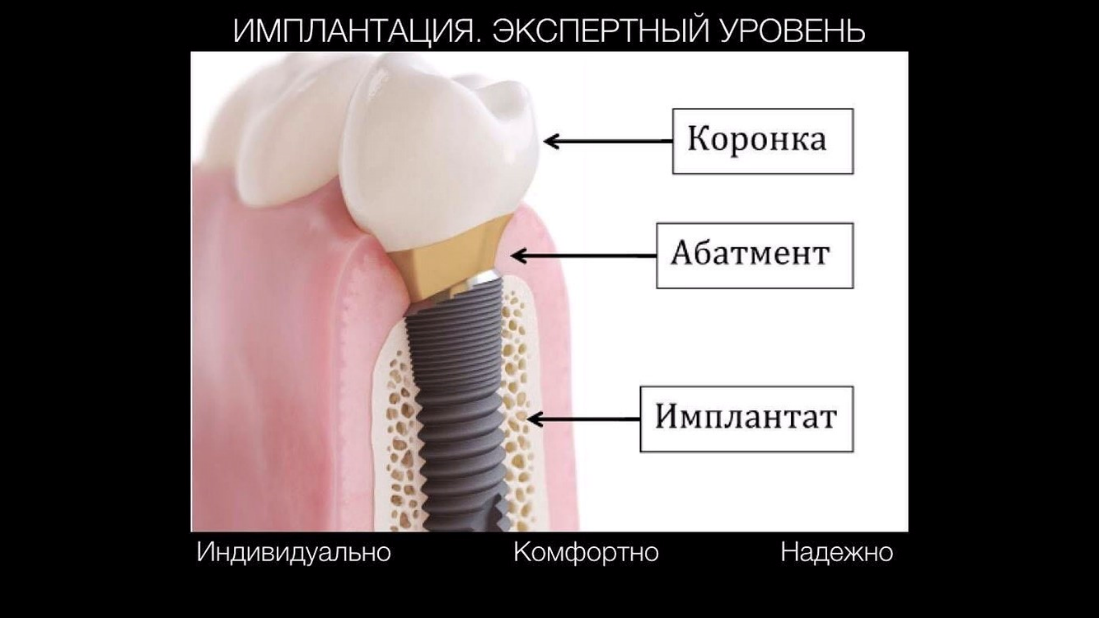 ИМПЛАНТАЦИЯ. ЭКСПЕРТНЫЙ УРОВЕНЬ
Коронка
Абатмент
Имплантат
Индивидуально Комфортно Надежно